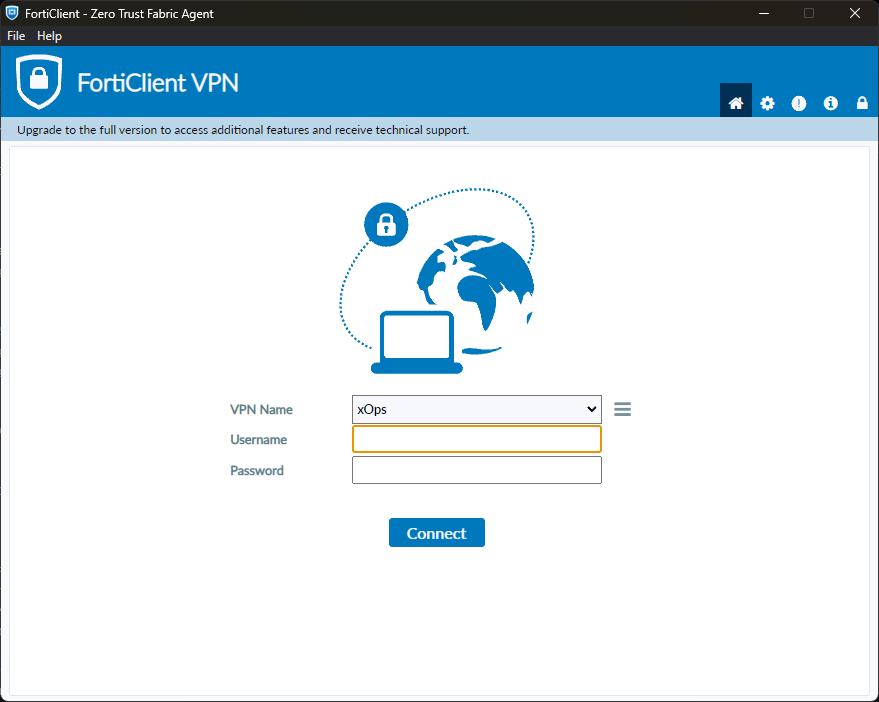 FortiClient - Zero Trust Fabric Agent
File Help
FortiClient VPN
Upgrade to the full version to access additional features and receive technical support.
VPN Name xOps
Username
Password
Connect